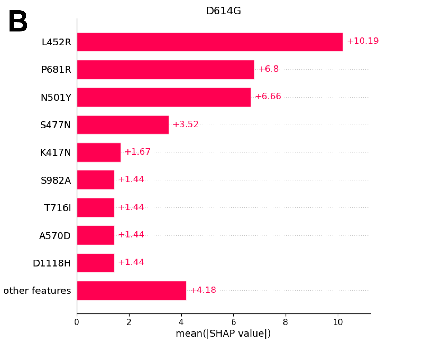 B
D614G
L452R +10.19
P681R +6.8
N501Y +6.66
S477N +3.52
K417N +1.67
S982A +1.44
T716I +1.44
A570D +1.44
D1118H +1.44
other features +4.18
0 2 4 6 8 10
mean(|SHAP value|)